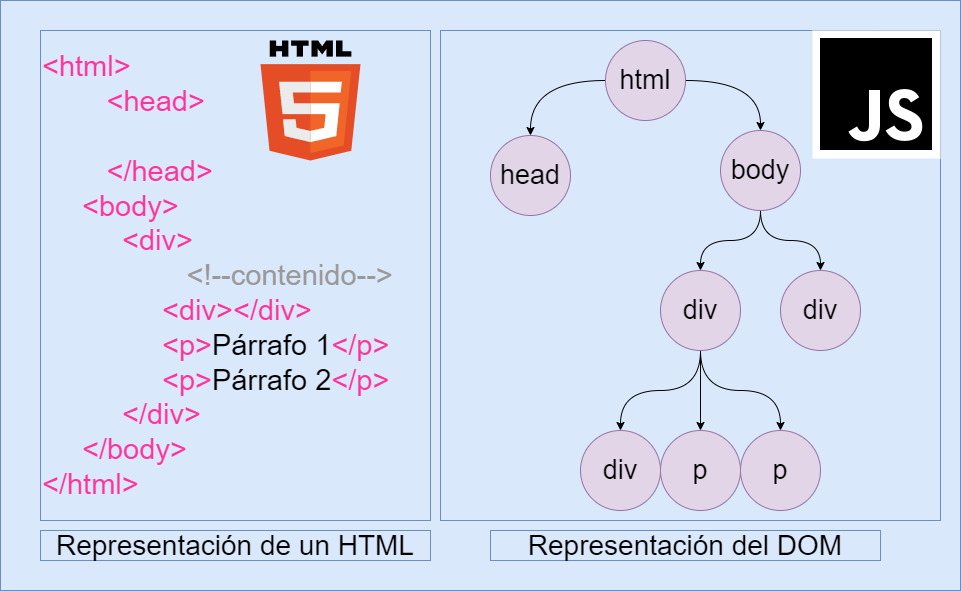 HTML
5
<html>
<head>
</head>
<body>
<div>
<!--contenido-->
<div></div>
<p>Párrafo 1</p>
<p>Párrafo 2</p>
</div>
</body>
</html>
Representación de un HTML
JS
html
head
body
div
div
div
p
p
Representación del DOM